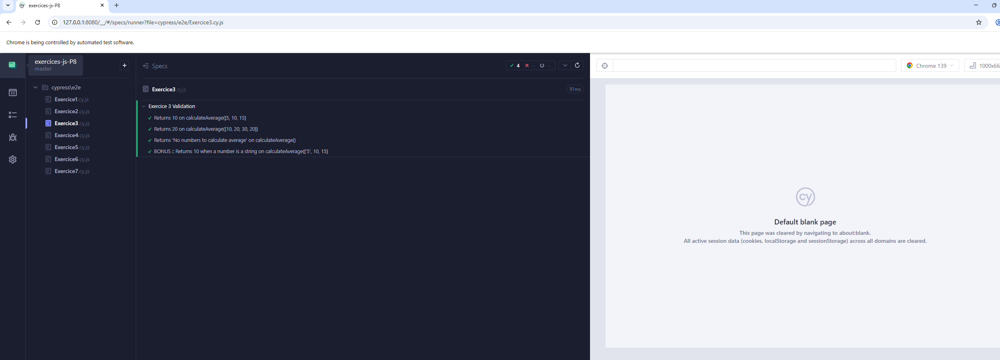 exercices-js-P8
127.0.0.1:8080/__/#/specs/runner?file=cypress/e2e/Exercice3.cy.js
Chrome is being controlled by automated test software.
exercices-js-P8
master
cypress\e2e
Exercice1.cy.js
Exercice2.cy.js
Exercice3.cy.js
Exercice4.cy.js
Exercice5.cy.js
Exercice6.cy.js
Exercice7.cy.js
Specs
4 -- --
Exercice3.cy.js
91ms
Exercice 3 Validation
Returns 10 on calculateAverage([5, 10, 15]
Returns 20 on calculateAverage([10, 20, 30, 20])
Returns 'No numbers to calculate average' on calculateAverage()
BONUS :: Returns 10 when a number is a string on calculateAverage(['5', 10, 15]
Chrome 139
1000x66
cy
Default blank page
This page was cleared by navigating to about:blank.
All active session data (cookies, localStorage and sessionStorage) across all domains are cleared.